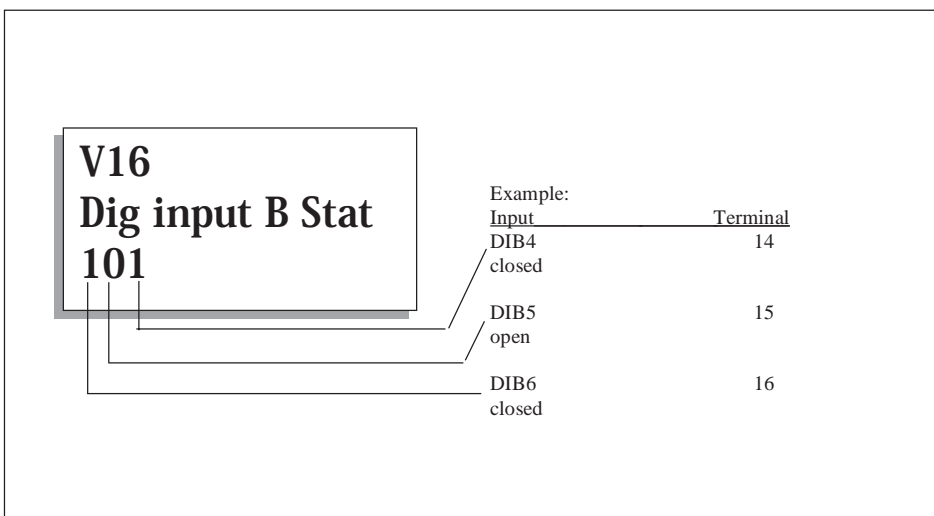 V16
Dig input B Stat
101
Example:
Input Terminal
DIB4 14
closed
DIB5 15
open
DIB6 16
closed